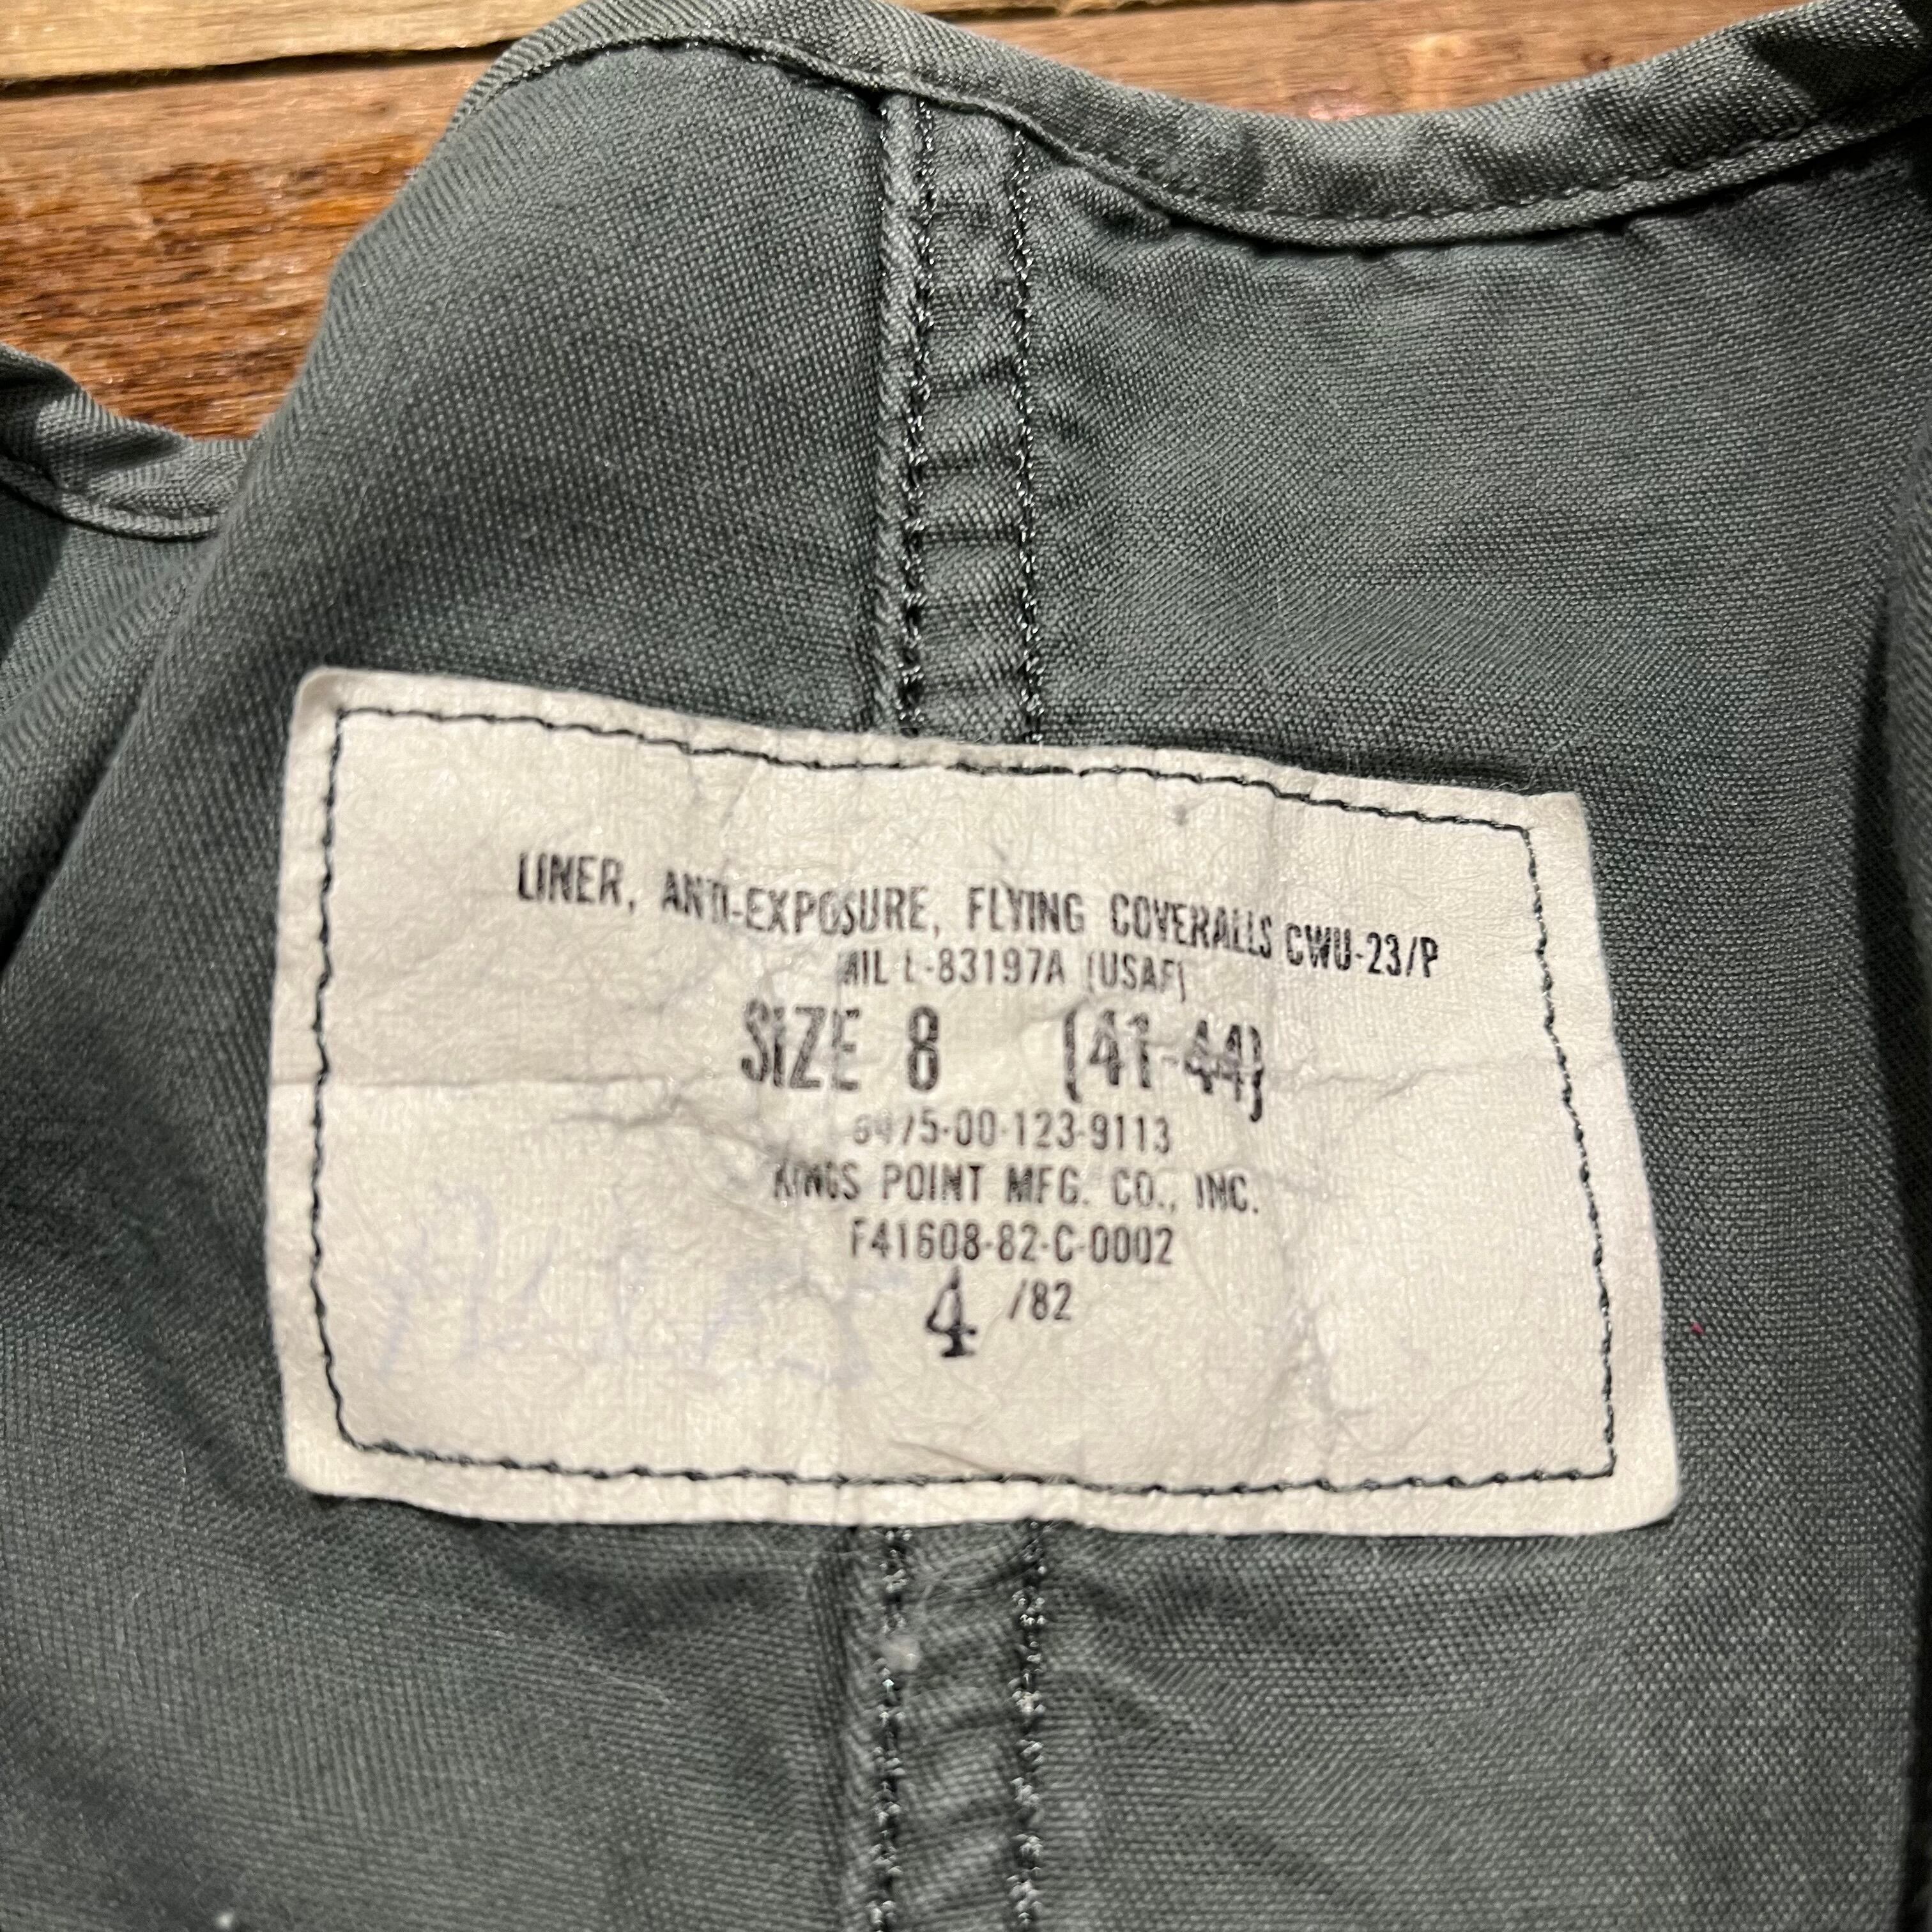 LINER, ANTI-EXPOSURE, FLYING COVERALLS CWU-23/P
MIL L-83197A (USAF)
SIZE 8 (41-44)
8475-00-123-9113
KINGS POINT MFG. CO., INC.
F41608-82-C-0002
4 /82